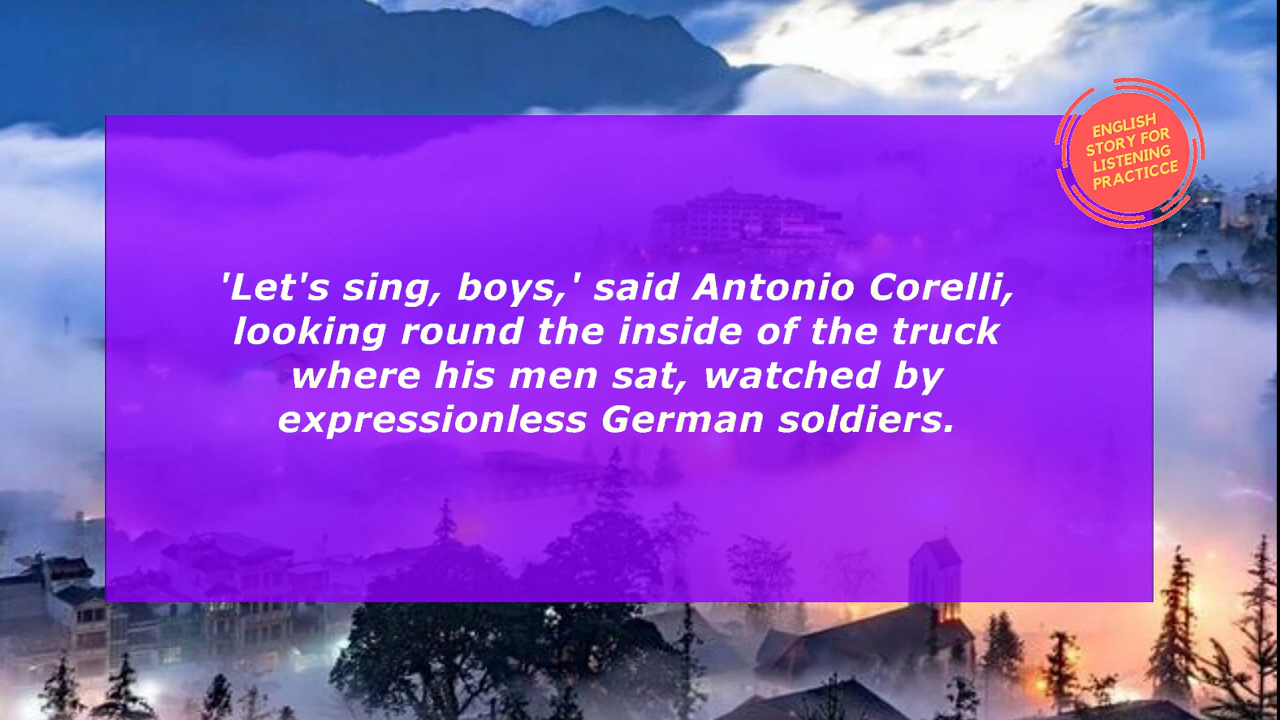 ENGLISH
STORY FOR
LISTENING
PRACTICCE
'Let's sing, boys,' said Antonio Corelli,
looking round the inside of the truck
where his men sat, watched by
expressionless German soldiers.